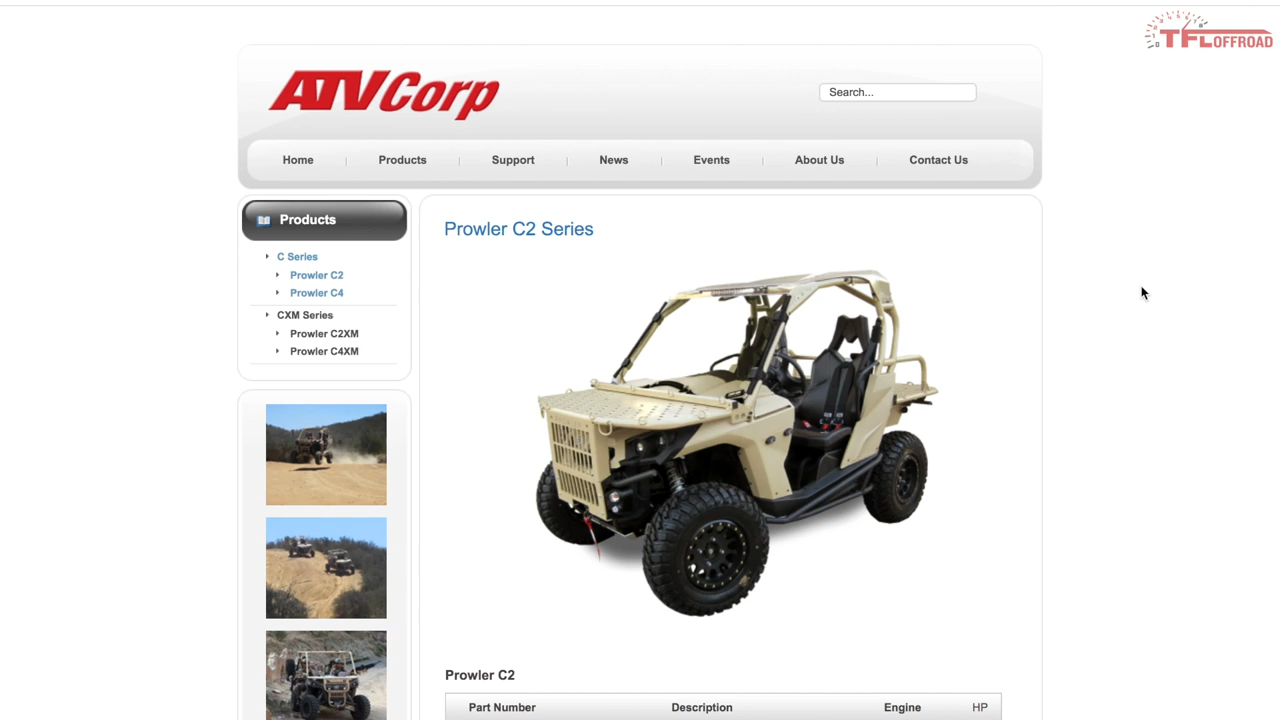 TFLOFFROAD
ATVCorp
Search...
Home
Products
Support
News
Events
About Us
Contact Us
Products
C Series
Prowler C2
Prowler C4
CXM Series
Prowler C2XM
Prowler C4XM
Prowler C2 Series
Prowler C2
Part Number Description Engine HP